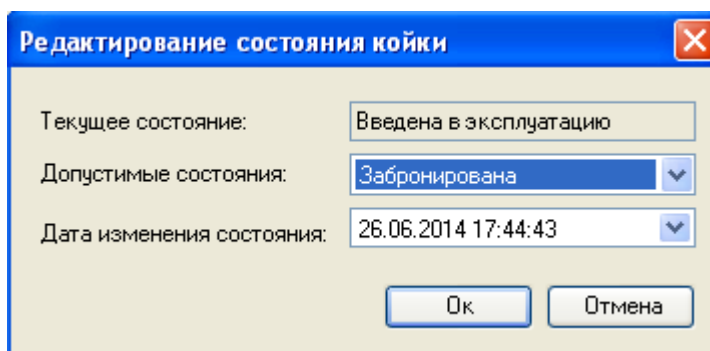 Редактирование состояния койки
Текущее состояние: Введена в эксплуатацию
Допустимые состояния: Забронирована
Дата изменения состояния: 26.06.2014 17:44:43
Ок Отмена